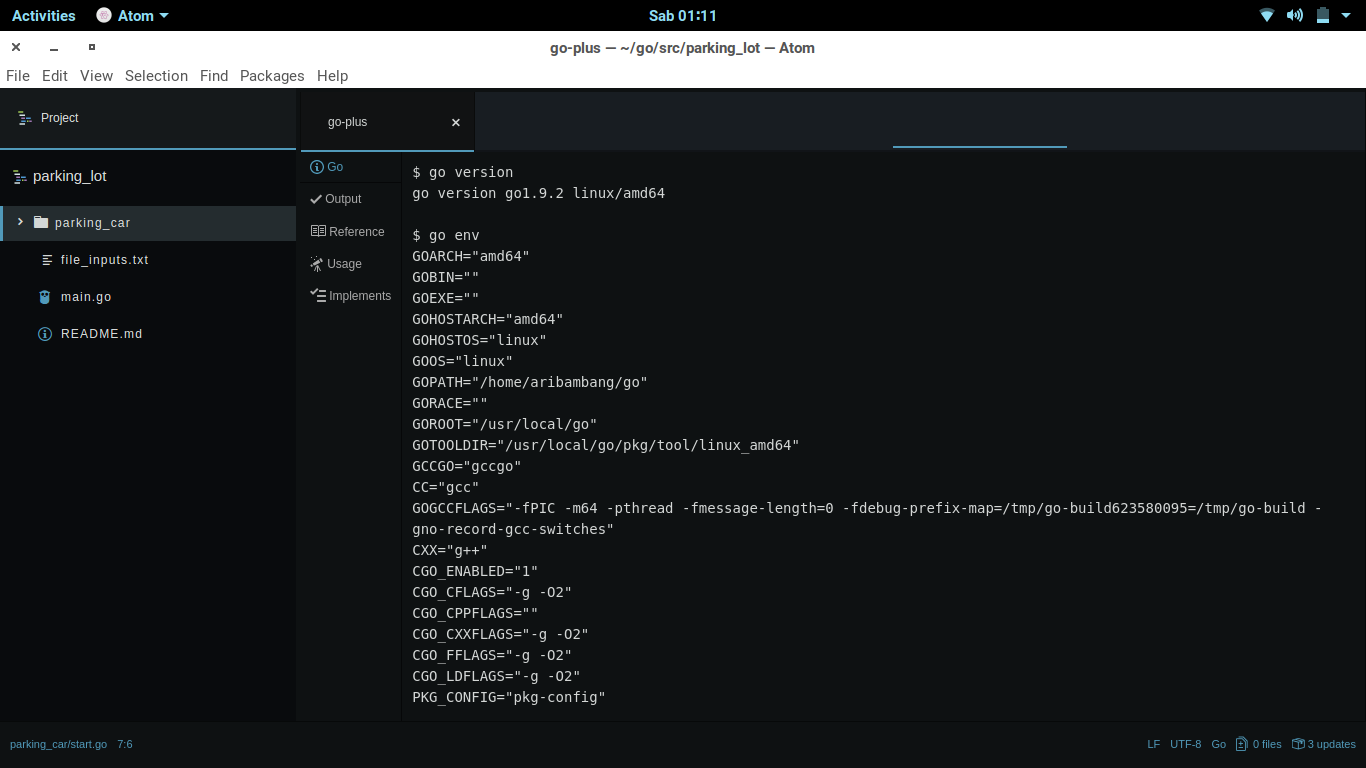 Activities Atom Sab 01:11
go-plus — ~/go/src/parking_lot — Atom
File Edit View Selection Find Packages Help
Project
parking_lot
parking_car
file_inputs.txt
main.go
README.md
go-plus
Go
Output
Reference
Usage
Implements
$ go version
go version go1.9.2 linux/amd64
$ go env
GOARCH="amd64"
GOBIN=""
GOEXE=""
GOHOSTARCH="amd64"
GOHOSTOS="linux"
GOOS="linux"
GOPATH="/home/aribambang/go"
GORACE=""
GOROOT="/usr/local/go"
GOTOOLDIR="/usr/local/go/pkg/tool/linux_amd64"
GCCGO="gccgo"
CC="gcc"
GOGCCFLAGS="-fPIC -m64 -pthread -fmessage-length=0 -fdebug-prefix-map=/tmp/go-build623580095=/tmp/go-build -
gno-record-gcc-switches"
CXX="g++"
CGO_ENABLED="1"
CGO_CFLAGS="-g -O2"
CGO_CPPFLAGS=""
CGO_CXXFLAGS="-g -O2"
CGO_FFLAGS="-g -O2"
CGO_LDFLAGS="-g -O2"
PKG_CONFIG="pkg-config"
parking_car/start.go 7:6 LF UTF-8 Go 0 files 3 updates